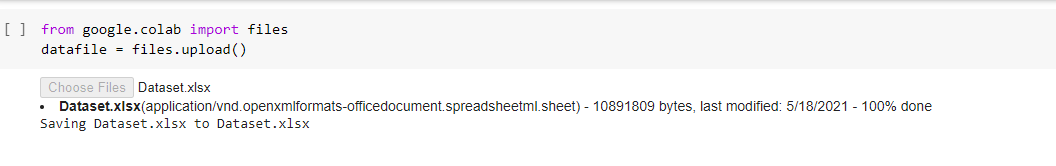 [ ] from google.colab import files
datafile = files.upload()
Choose Files Dataset.xlsx
• Dataset.xlsx(application/vnd.openxmlformats-officedocument.spreadsheetml.sheet) - 10891809 bytes, last modified: 5/18/2021 - 100% done
Saving Dataset.xlsx to Dataset.xlsx